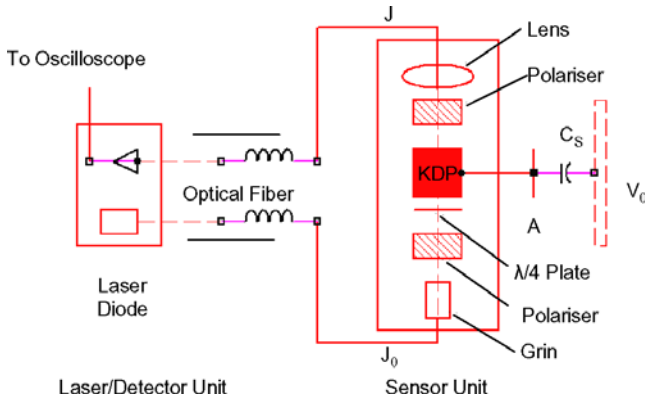 J
Lens
To Oscilloscope
Polariser
C_S
KDP
Optical Fiber
V_0
A
λ/4 Plate
Laser
Diode
Polariser
J_0
Grin
Laser/Detector Unit
Sensor Unit